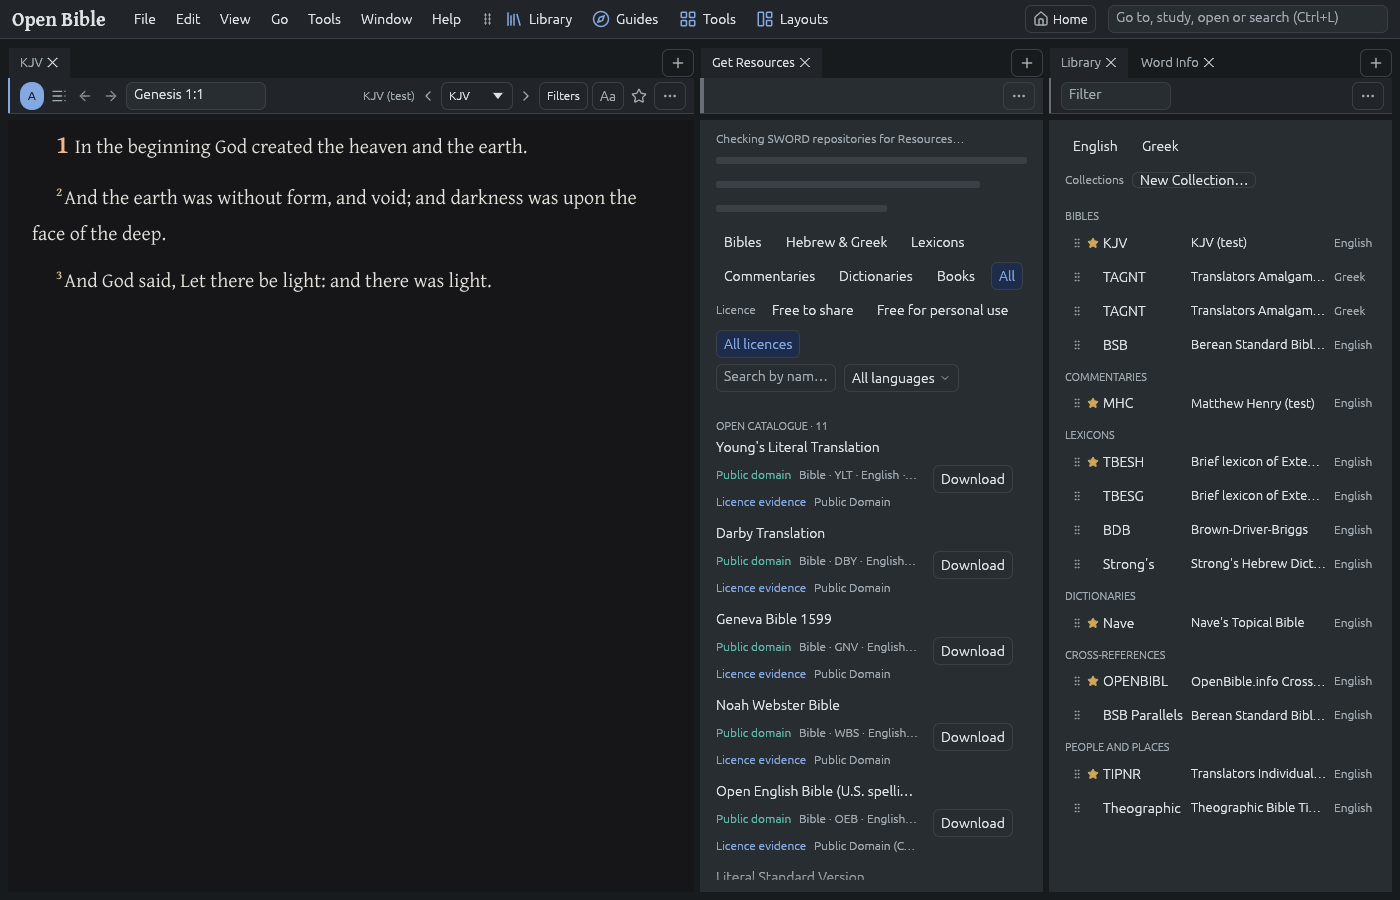 Open Bible File Edit View Go Tools Window Help Library Guides Tools Layouts Home Go to, study, open or search (Ctrl+L)
KJV
A Genesis 1:1 KJV (test) KJV Filters Aa
1 In the beginning God created the heaven and the earth.
2 And the earth was without form, and void; and darkness was upon the
face of the deep.
3 And God said, Let there be light: and there was light.
Get Resources
Checking SWORD repositories for Resources…
Bibles Hebrew & Greek Lexicons
Commentaries Dictionaries Books All
Licence Free to share Free for personal use
All licences
Search by nam… All languages
OPEN CATALOGUE · 11
Young's Literal Translation
Public domain Bible · YLT · English ·… Download
Licence evidence Public Domain
Darby Translation
Public domain Bible · DBY · English… Download
Licence evidence Public Domain
Geneva Bible 1599
Public domain Bible · GNV · English… Download
Licence evidence Public Domain
Noah Webster Bible
Public domain Bible · WBS · English… Download
Licence evidence Public Domain
Open English Bible (U.S. spelli…
Public domain Bible · OEB · English… Download
Licence evidence Public Domain (C…
Literal Standard Version
Library Word Info
Filter
English Greek
Collections New Collection…
BIBLES
KJV KJV (test) English
TAGNT Translators Amalgam… Greek
TAGNT Translators Amalgam… Greek
BSB Berean Standard Bibl… English
COMMENTARIES
MHC Matthew Henry (test) English
LEXICONS
TBESH Brief lexicon of Exte… English
TBESG Brief lexicon of Exte… English
BDB Brown-Driver-Briggs English
Strong's Strong's Hebrew Dict… English
DICTIONARIES
Nave Nave's Topical Bible English
CROSS-REFERENCES
OPENBIBL OpenBible.info Cross… English
BSB Parallels Berean Standard Bibl… English
PEOPLE AND PLACES
TIPNR Translators Individual… English
Theographic Theographic Bible Ti… English